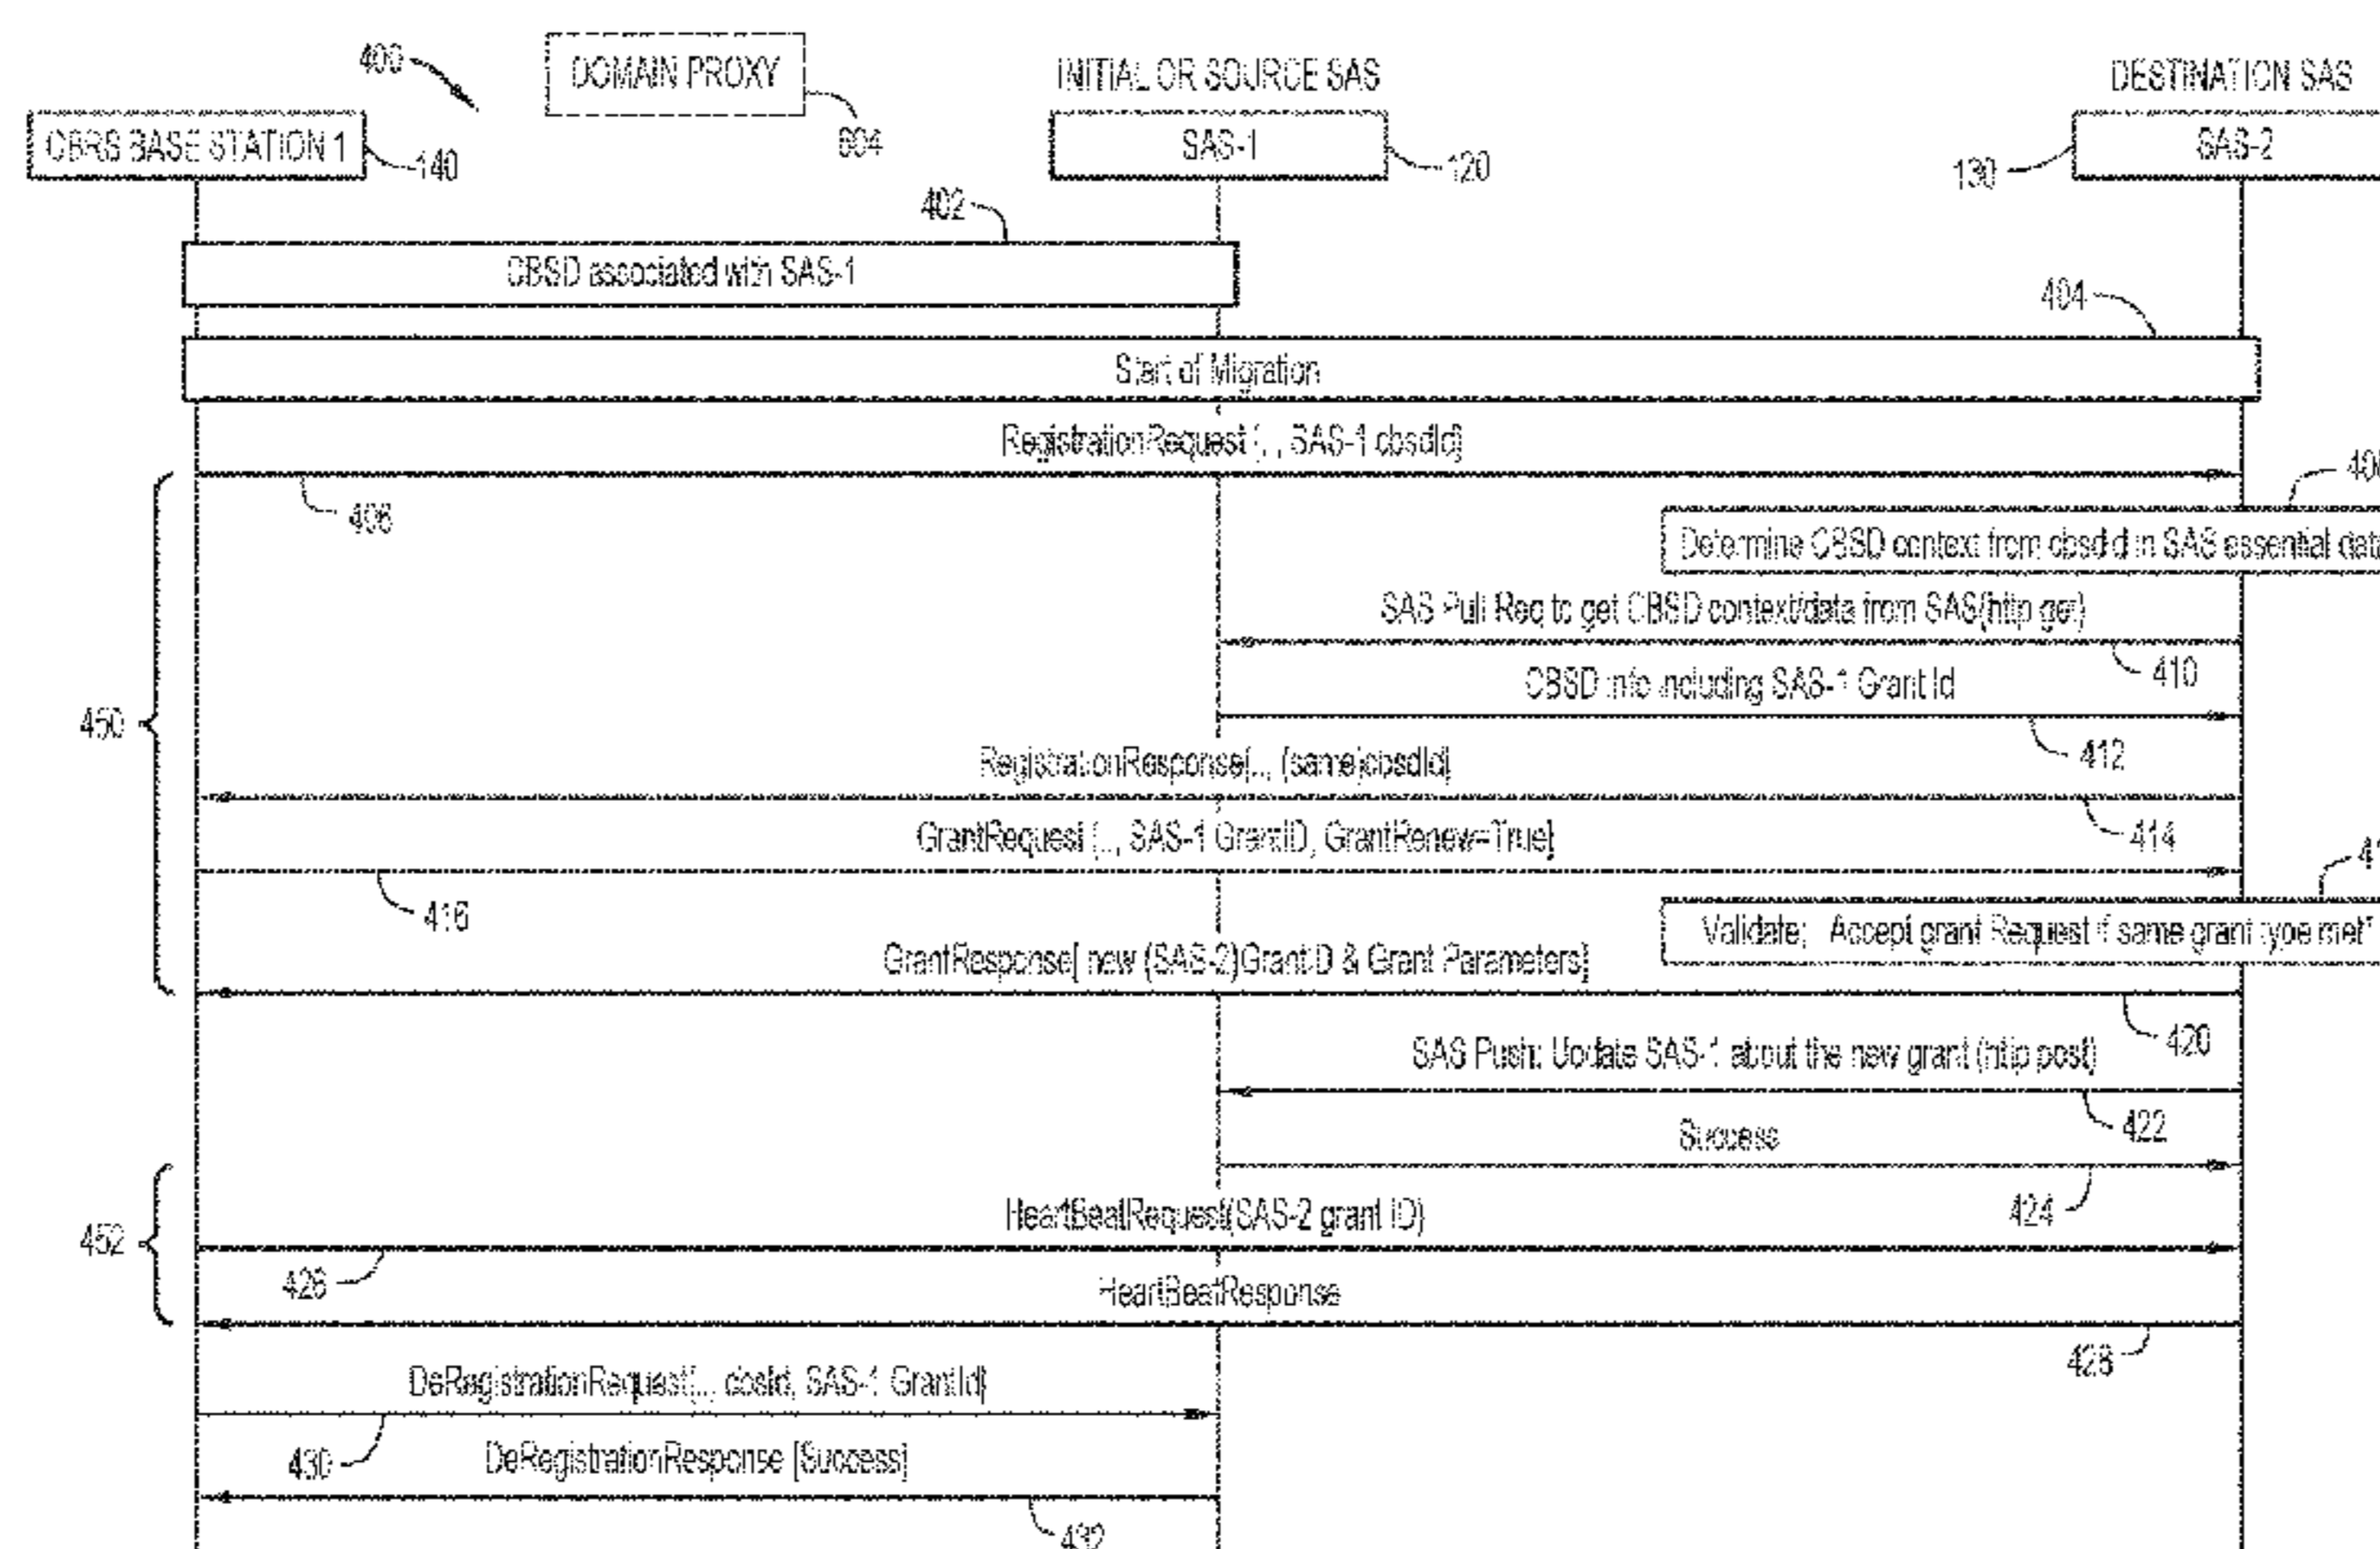 400
DOMAIN PROXY
604
INITIAL OR SOURCE SAS
DESTINATION SAS
CBRS BASE STATION 1
140
SAS-1
120
130
SAS-2
402
CBSD associated with SAS-1
404
Start of Migration
RegistrationRequest [.., SAS-1 cbsdId]
406
Determine CBSD context from cbsdId in SAS essential data
SAS Pull Req to get CBSD context/data from SAS(http get)
410
CBSD info including SAS-1 Grant Id
412
450
RegistrationResponse[.., (same)cbsdId]
414
GrantRequest [.., SAS-1 GrantID, GrantRenew=True]
416
Validate; Accept grant Request if same grant type met*
GrantResponse[ new (SAS-2)GrantID & Grant Parameters]
420
SAS Push: Update SAS-1 about the new grant (http post)
422
Success
424
452
HeartBeatRequest(SAS-2 grant ID)
426
HeartBeatResponse
428
DeRegistrationRequest[.., cbsId, SAS-1 GrantId]
430
DeRegistrationResponse [Success]
432